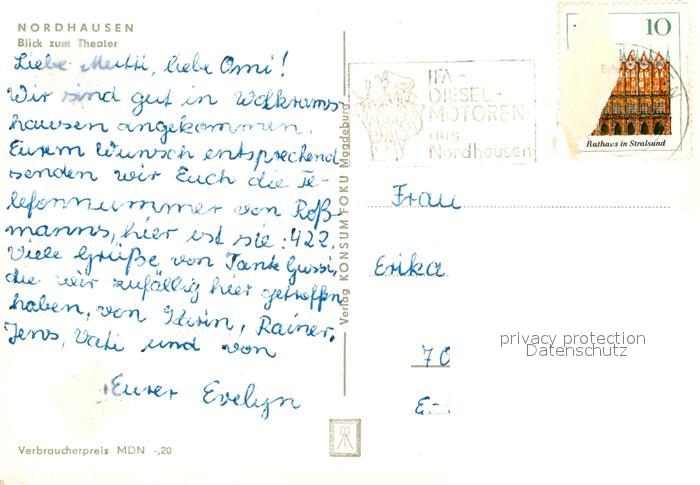 NORDHAUSEN
Blick zum Theater
Liebe Mutti, liebe Omi!
Wir sind gut in Wolkrams-
hausen angekommen.
Eurem Wunsch entsprechend
senden wir Euch die Te-
lefonnummer von Roß-
manns, hier ist sie: 422.
Viele Grüße von Tante Gussi,
die wir zufällig hier getroffen
haben, von Karin, Rainer,
Jens, Vati und von
Eurer Evelyn
Verbraucherpreis MDN -,20
Verlag KONSUM FOKU Magdeburg
IFA-
DIESEL-
MOTOREN
aus
Nordhausen
10
Rathaus in Stralsund
Frau
Erika
70
E
privacy protection
Datenschutz